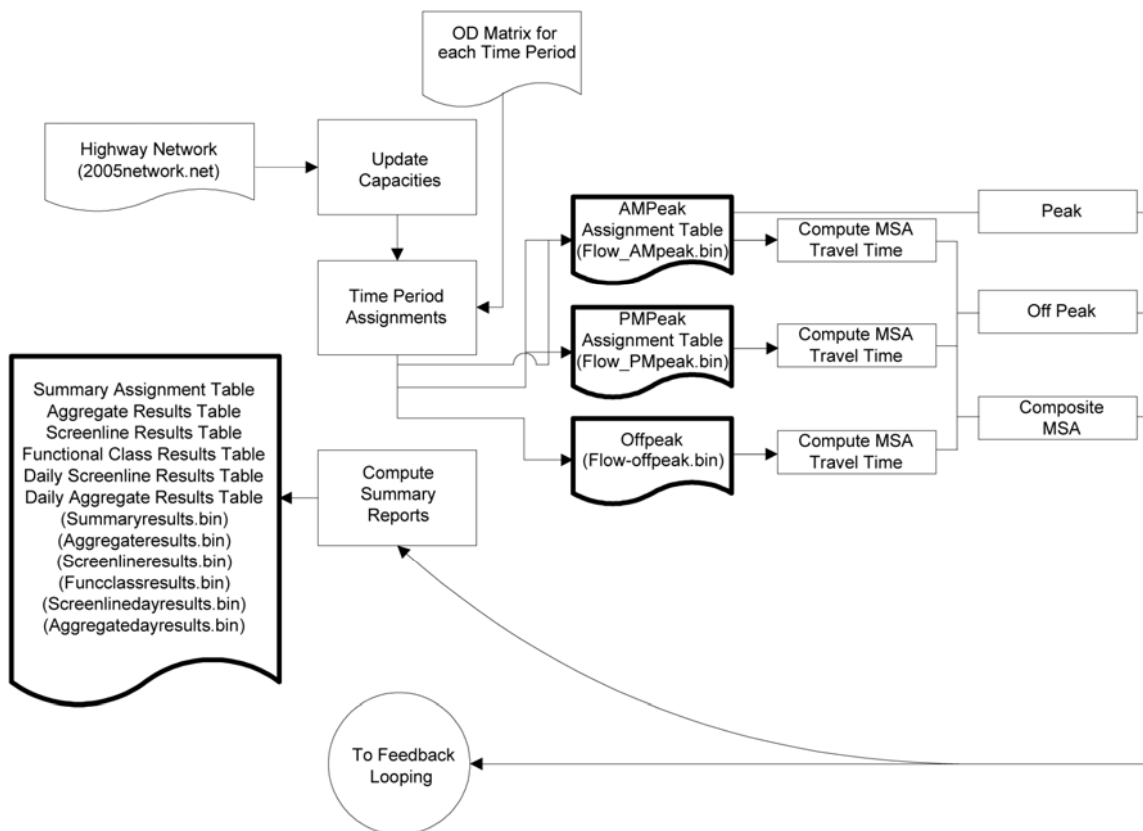 OD Matrix for
each Time Period
Highway Network
(2005network.net)
Update
Capacities
Time Period
Assignments
AMPeak
Assignment Table
(Flow_AMpeak.bin)
Compute MSA
Travel Time
Peak
PMPeak
Assignment Table
(Flow_PMpeak.bin)
Compute MSA
Travel Time
Off Peak
Offpeak
(Flow-offpeak.bin)
Compute MSA
Travel Time
Composite
MSA
Summary Assignment Table
Aggregate Results Table
Screenline Results Table
Functional Class Results Table
Daily Screenline Results Table
Daily Aggregate Results Table
(Summaryresults.bin)
(Aggregateresults.bin)
(Screenlineresults.bin)
(Funcclassresults.bin)
(Screenlinedayresults.bin)
(Aggregatedayresults.bin)
Compute
Summary
Reports
To Feedback
Looping